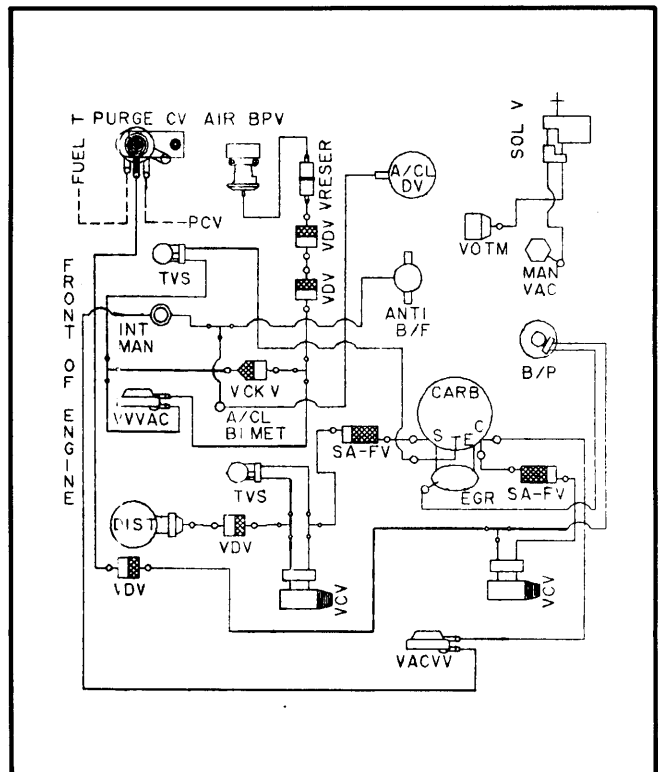 FUEL T PURGE CV AIR BPV
SOL V
A/CL
DV
VRESER
VDV
VDV
PCV
TVS
VOTM
MAN
VAC
ANTI
B/F
FRONT OF ENGINE
INT
MAN
B/P
VCKV
CARB
VVVAC
A/CL
BIMET
S T E C
SA-FV
EGR
SA-FV
TVS
DIST
VDV
VDV
VCV
VCV
VACVV